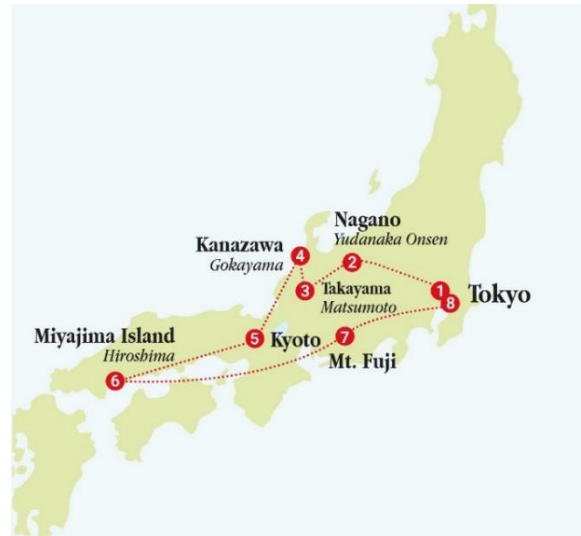 Nagano
Yudanaka Onsen
2
Kanazawa
Gokayama
4
3
Takayama
Matsumoto
1
8
Tokyo
Miyajima Island
Hiroshima
6
5
Kyoto
7
Mt. Fuji